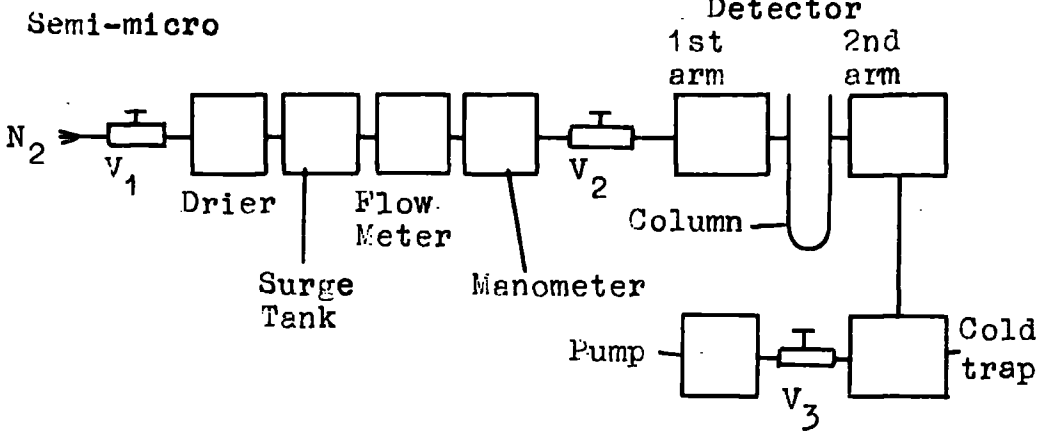 Semi-micro
Detector
1st arm
2nd arm
N2
V1
V2
Drier
Surge Tank
Flow Meter
Manometer
Column
Pump
V3
Cold trap